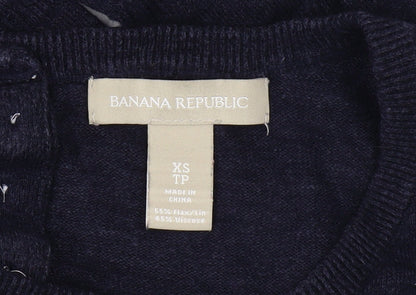 BANANA REPUBLIC
XS
TP
MADE IN
CHINA
55% Flax/Lin
45% Viscose